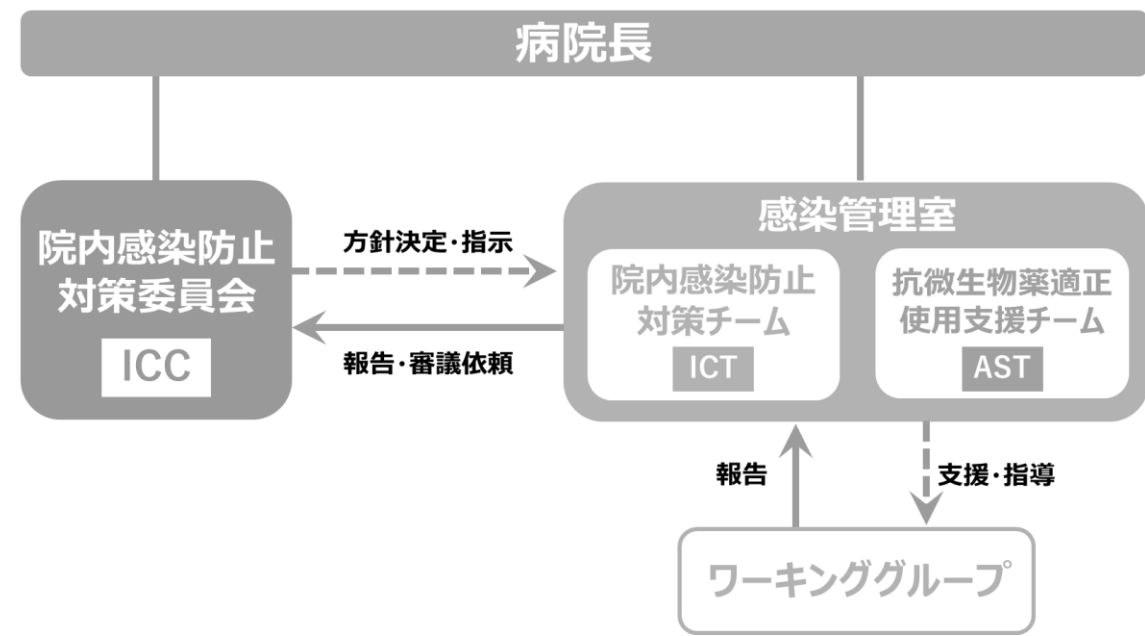 病院長
院内感染防止
対策委員会
ICC
方針決定・指示
報告・審議依頼
感染管理室
院内感染防止
対策チーム
ICT
抗微生物薬適正
使用支援チーム
AST
報告
支援・指導
ワーキンググループ